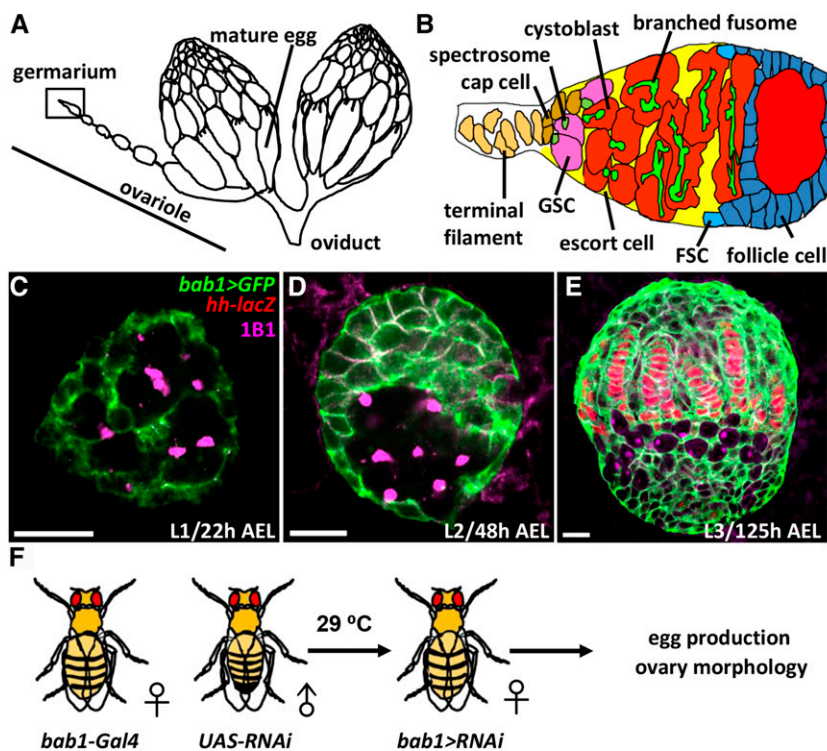 A
mature egg
germarium
ovariole
oviduct
B
cystoblast
branched fusome
spectrosome
cap cell
terminal
filament
GSC
escort cell
FSC
follicle cell
C
bab1>GFP
hh-lacZ
1B1
L1/22h AEL
D
L2/48h AEL
E
L3/125h AEL
F
29 ºC
egg production
ovary morphology
♀
♂
♀
bab1-Gal4
UAS-RNAi
bab1>RNAi